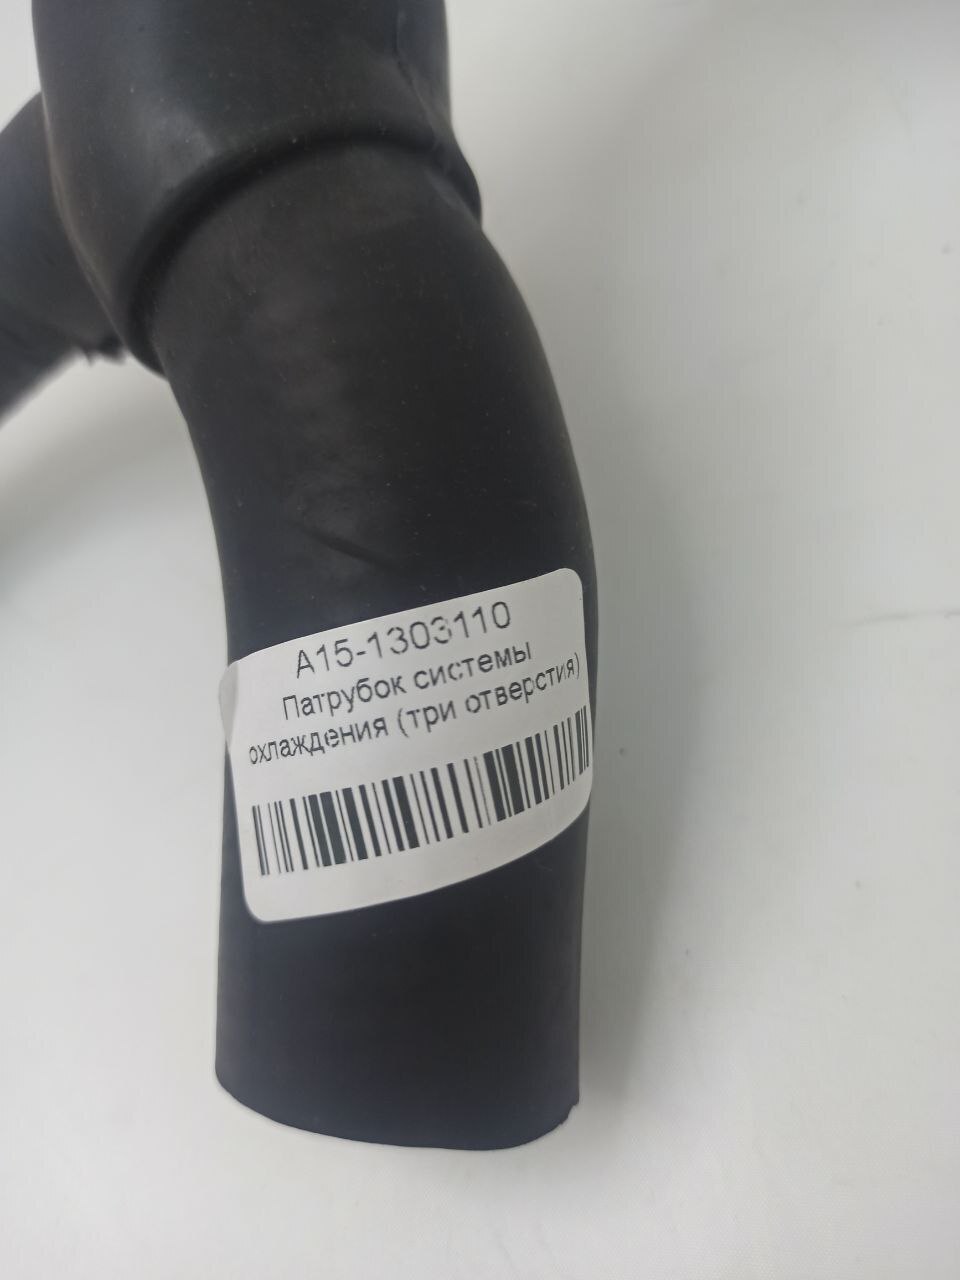 A15-1303110
Патрубок системы
охлаждения (три отверстия)